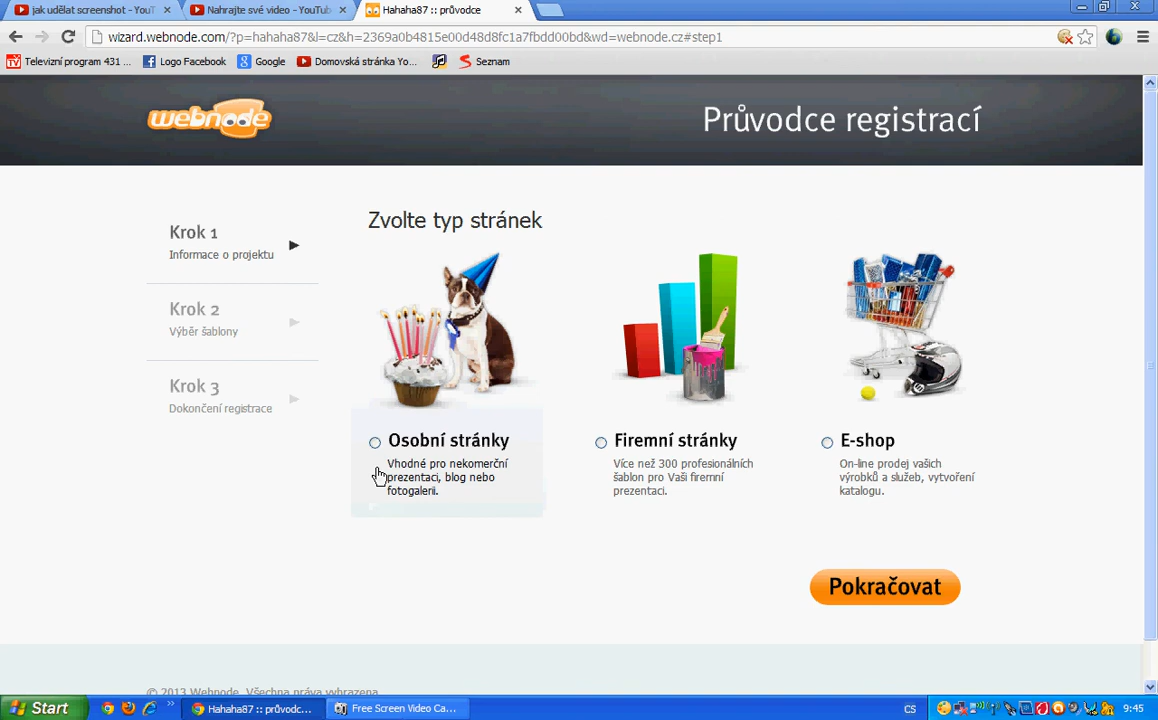 jak udělat screenshot - YouT
Nahrajte své video - YouTub
Hahaha87 :: průvodce
wizard.webnode.com/?p=hahaha87&l=cz&h=2369a0b4815e00d48d8fc1a7fbdd00bd&wd=webnode.cz#step1
Televizní program 431 ...
Logo Facebook
Google
Domovská stránka Yo...
Seznam
webnode
Průvodce registrací
Zvolte typ stránek
Krok 1
Informace o projektu
Krok 2
Výběr šablony
Krok 3
Dokončení registrace
Osobní stránky
Vhodné pro nekomerční
prezentaci, blog nebo
fotogalerii.
Firemní stránky
Více než 300 profesionálních
šablon pro Vaši firemní
prezentaci.
E-shop
On-line prodej vašich
výrobků a služeb, vytvoření
katalogu.
Pokračovat
© 2013 Webnode. Všechna práva vyhrazena.
Start
Hahaha87 :: průvodc...
Free Screen Video Ca...
CS
9:45